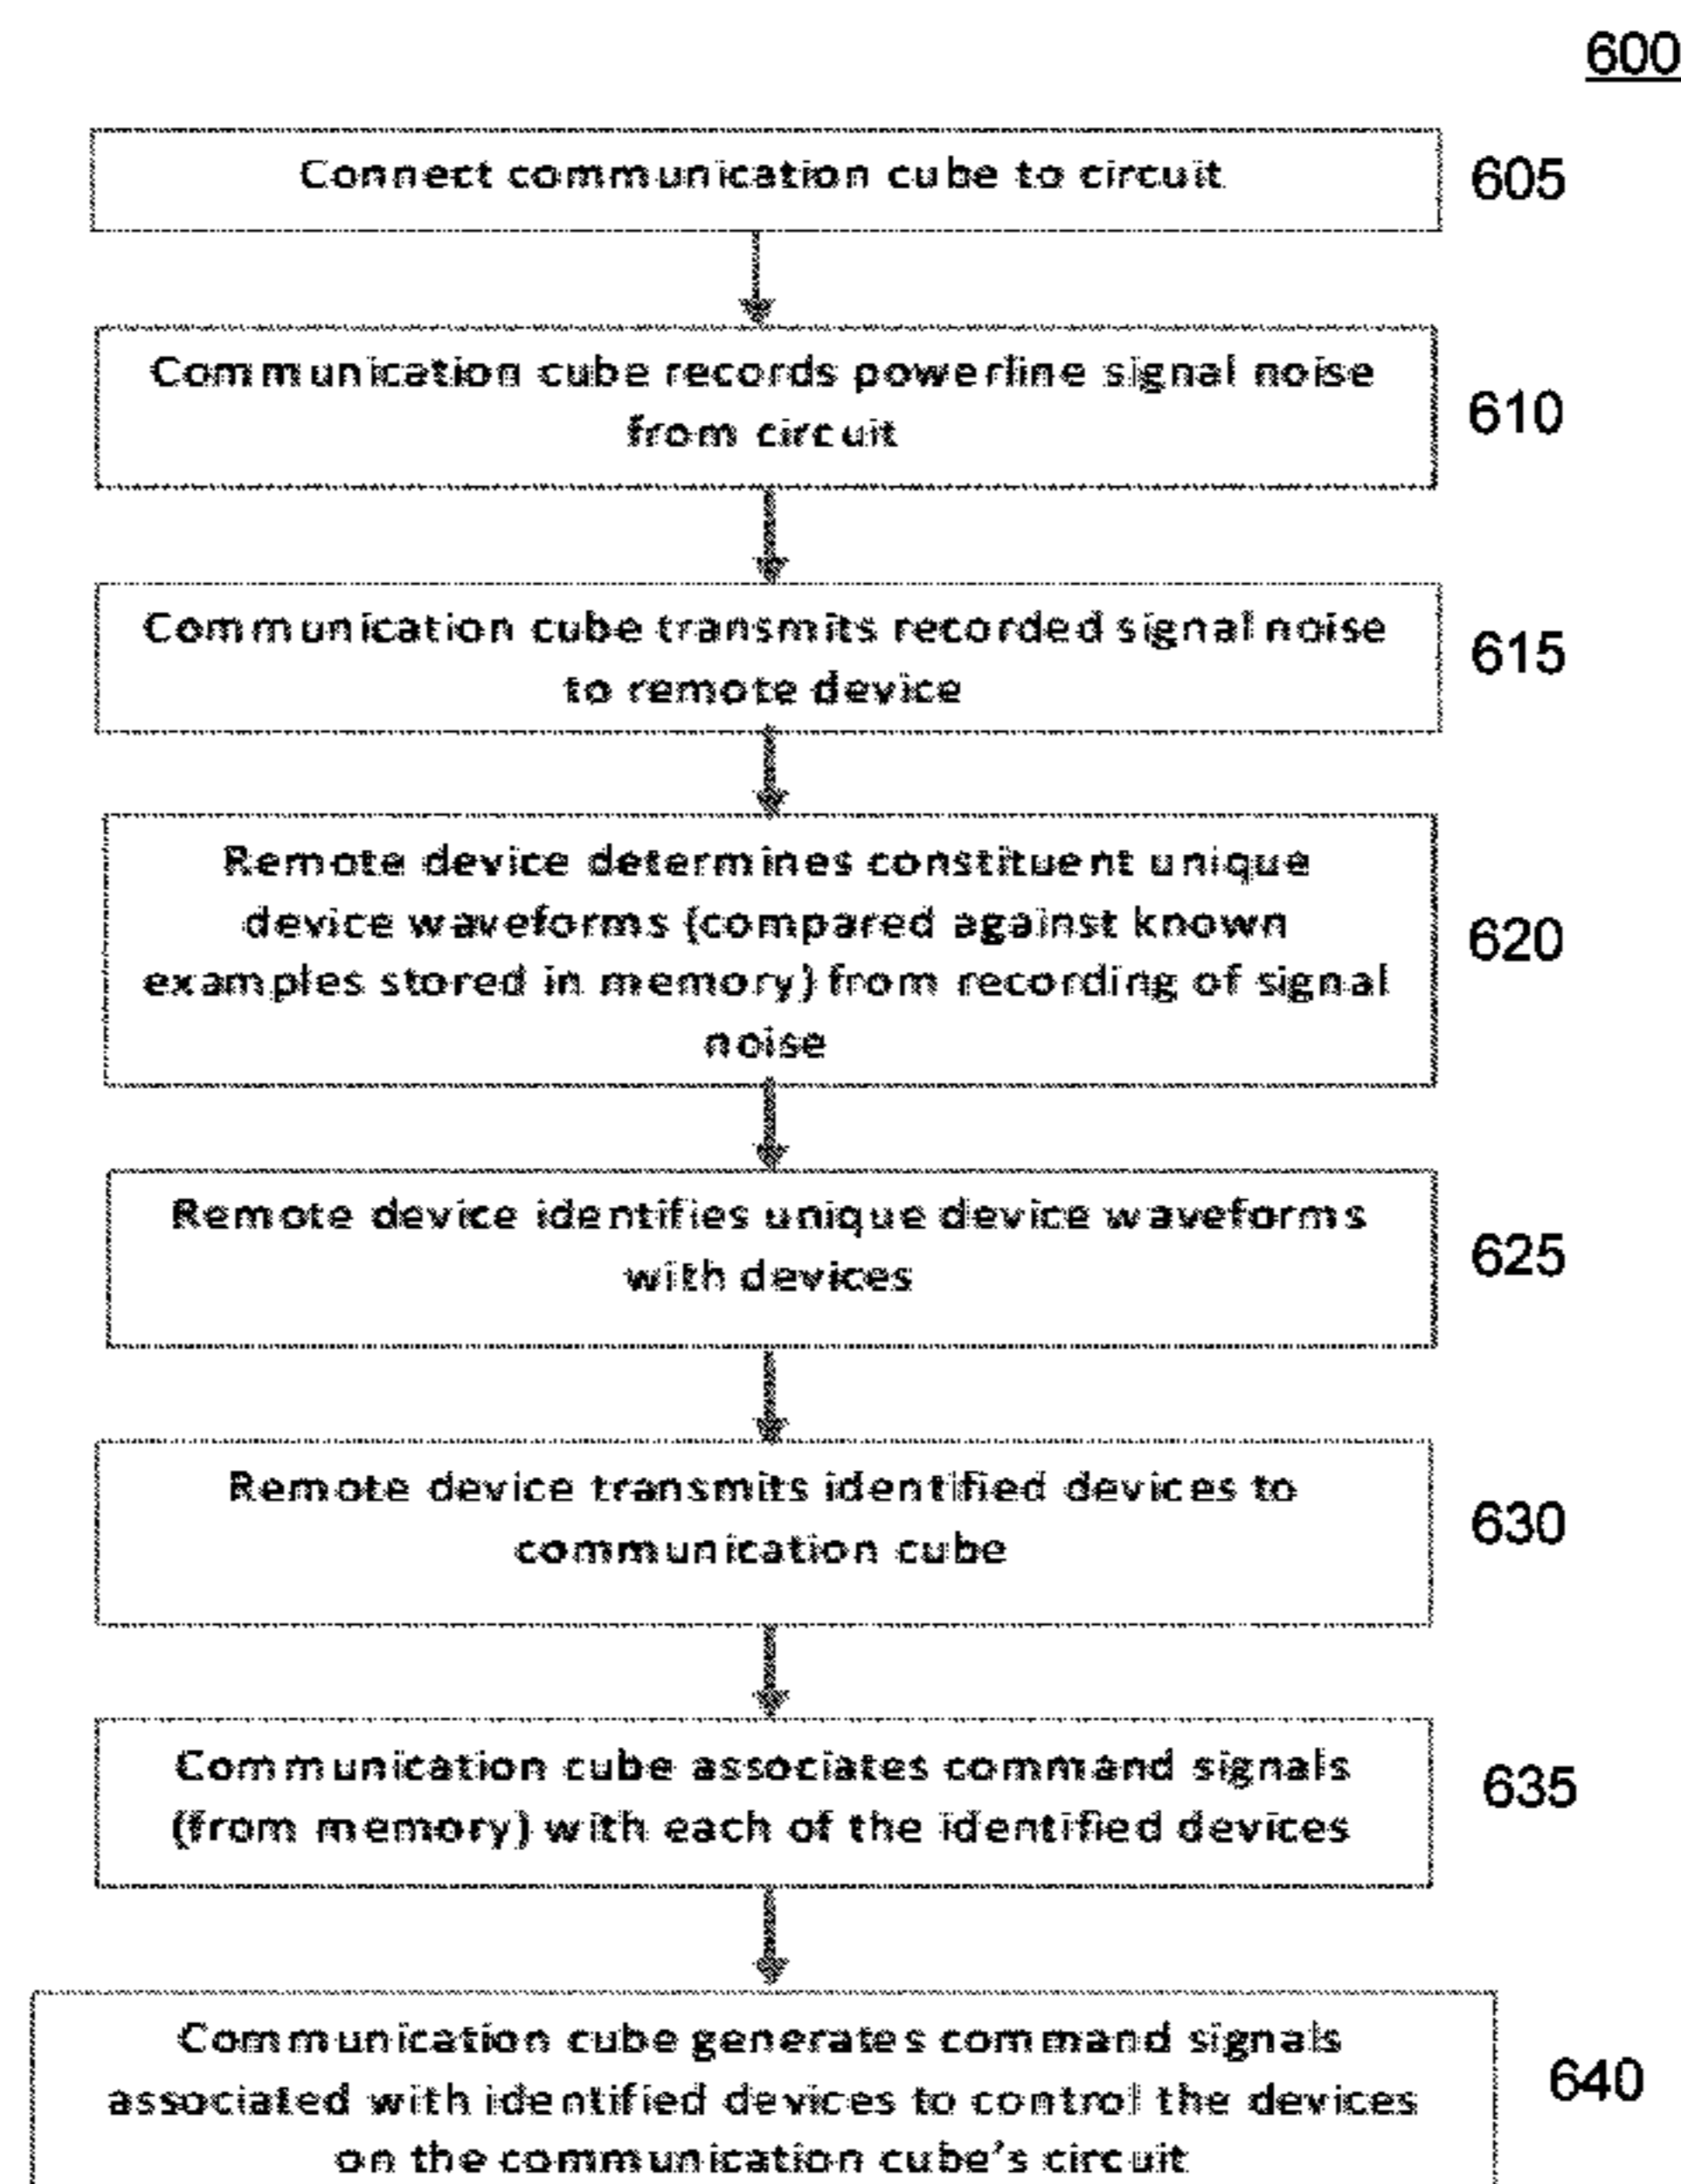 600
Connect communication cube to circuit
605
Communication cube records powerline signal noise
from circuit
610
Communication cube transmits recorded signal noise
to remote device
615
Remote device determines constituent unique
device waveforms (compared against known
examples stored in memory) from recording of signal
noise
620
Remote device identifies unique device waveforms
with devices
625
Remote device transmits identified devices to
communication cube
630
Communication cube associates command signals
(from memory) with each of the identified devices
635
Communication cube generates command signals
associated with identified devices to control the devices
on the communication cube's circuit
640